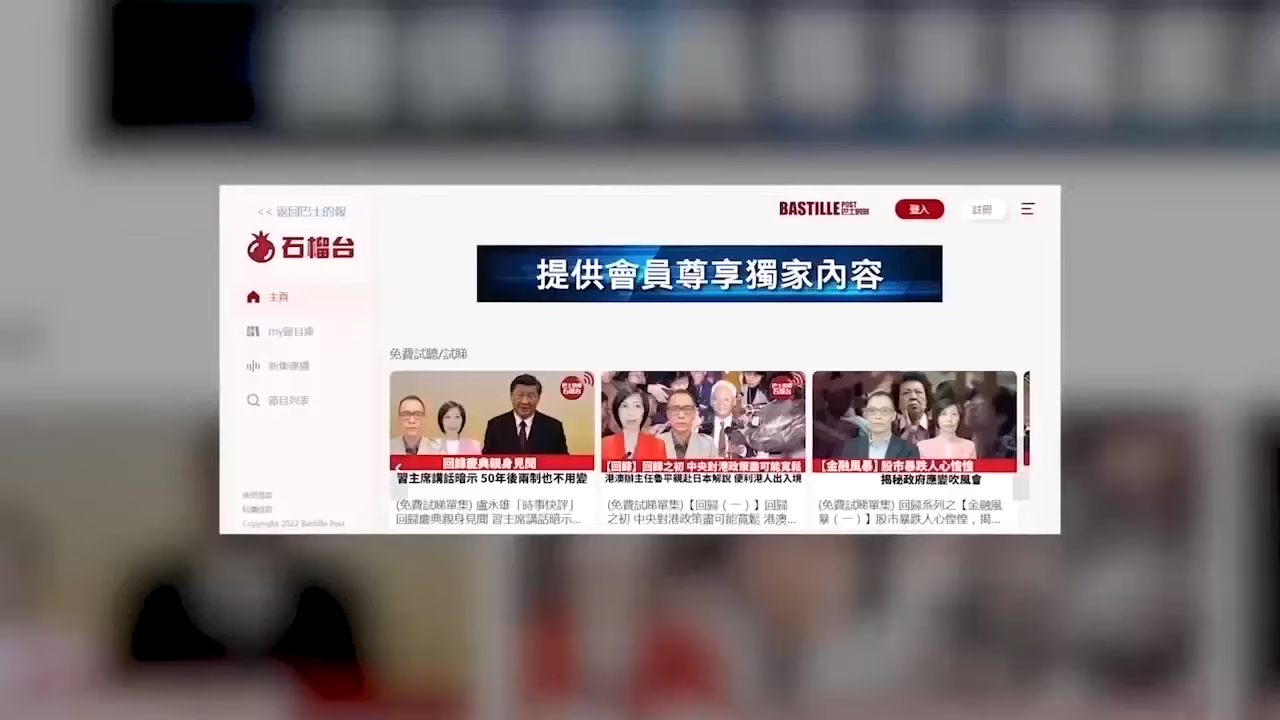 << 返回巴士的報
BASTILLE POST 巴士的報
登入
註冊
石榴台
提供會員尊享獨家內容
主頁
my節目庫
新集連播
節目列表
免費試聽/試睇
回歸慶典親身見聞
習主席講話暗示 50年後兩制也不用變
(免費試睇單集) 盧永雄「時事快評」
回歸慶典親身見聞 習主席講話暗示...
【回歸】回歸之初 中央對港政策盡可能寬鬆
港澳辦主任魯平親赴日本解說 便利港人出入境
(免費試睇單集)【回歸（一）】回歸
之初 中央對港政策盡可能寬鬆 港澳...
【金融風暴】股市暴跌人心惶惶
揭秘政府應變吹風會
(免費試睇單集) 回歸系列之【金融風
暴（一）】股市暴跌人心惶惶，揭...
Copyright 2022 Bastille Post